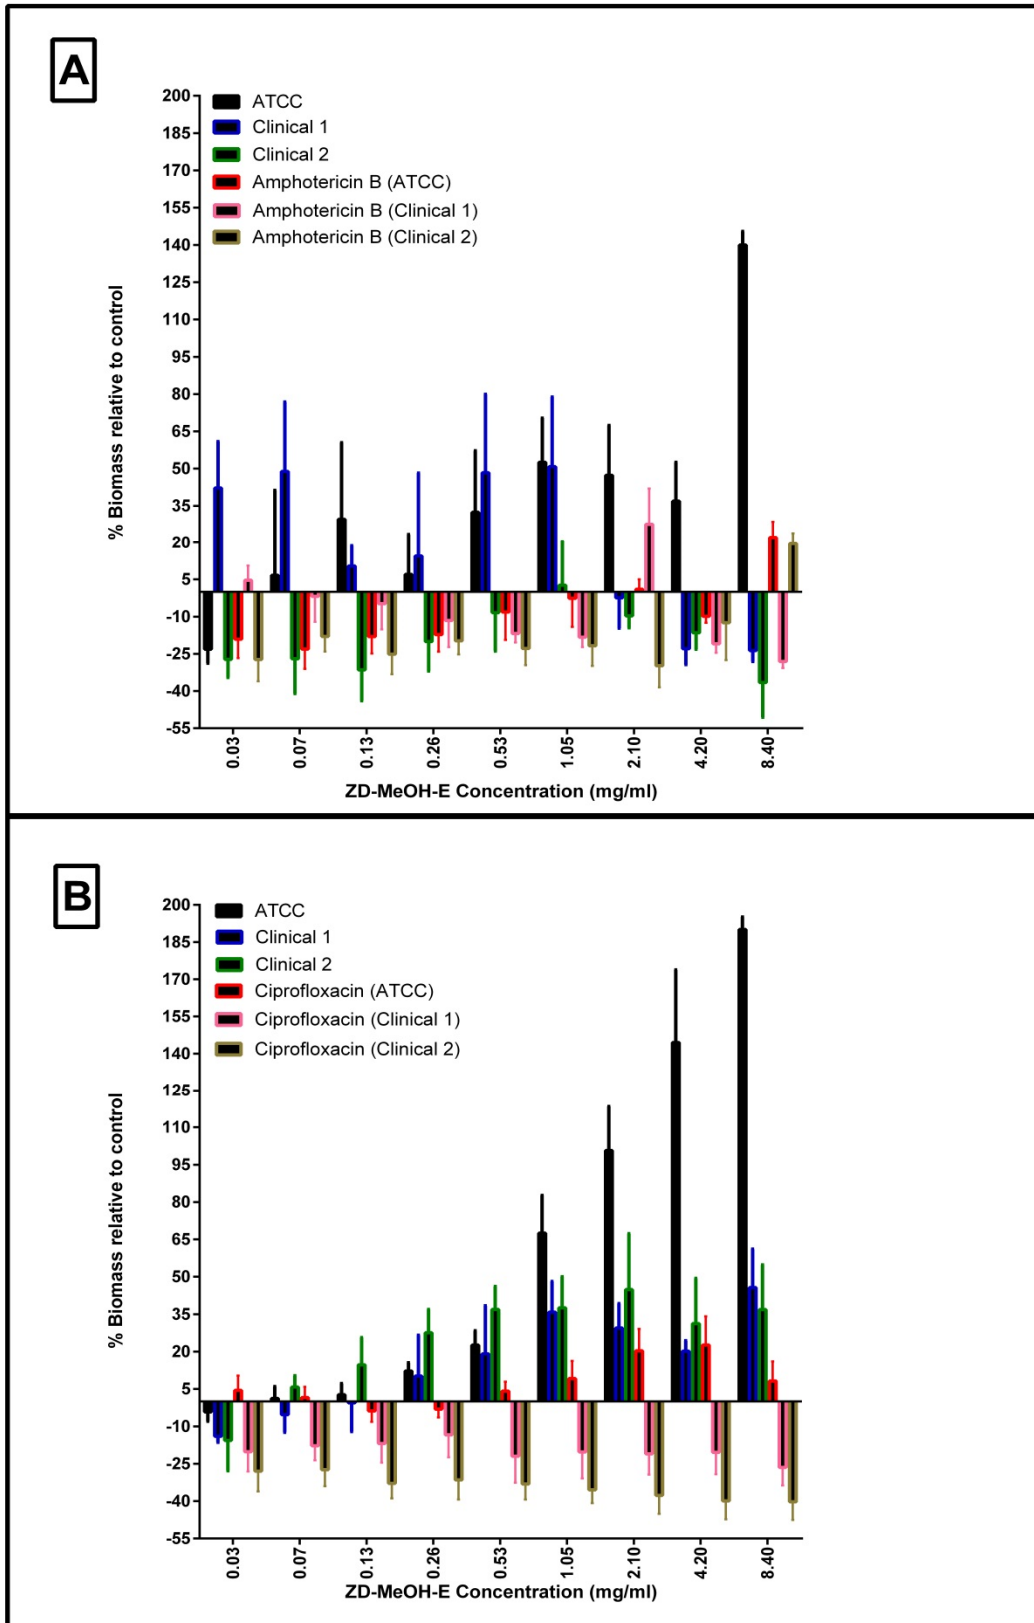 A
200
185
170
155
140
125
110
95
80
65
50
35
20
5
-10
-25
-40
-55
% Biomass relative to control
ATCC
Clinical 1
Clinical 2
Amphotericin B (ATCC)
Amphotericin B (Clinical 1)
Amphotericin B (Clinical 2)
0.03 0.07 0.13 0.26 0.53 1.05 2.10 4.20 8.40
ZD-MeOH-E Concentration (mg/ml)
B
200
185
170
155
140
125
110
95
80
65
50
35
20
5
-10
-25
-40
-55
% Biomass relative to control
ATCC
Clinical 1
Clinical 2
Ciprofloxacin (ATCC)
Ciprofloxacin (Clinical 1)
Ciprofloxacin (Clinical 2)
0.03 0.07 0.13 0.26 0.53 1.05 2.10 4.20 8.40
ZD-MeOH-E Concentration (mg/ml)